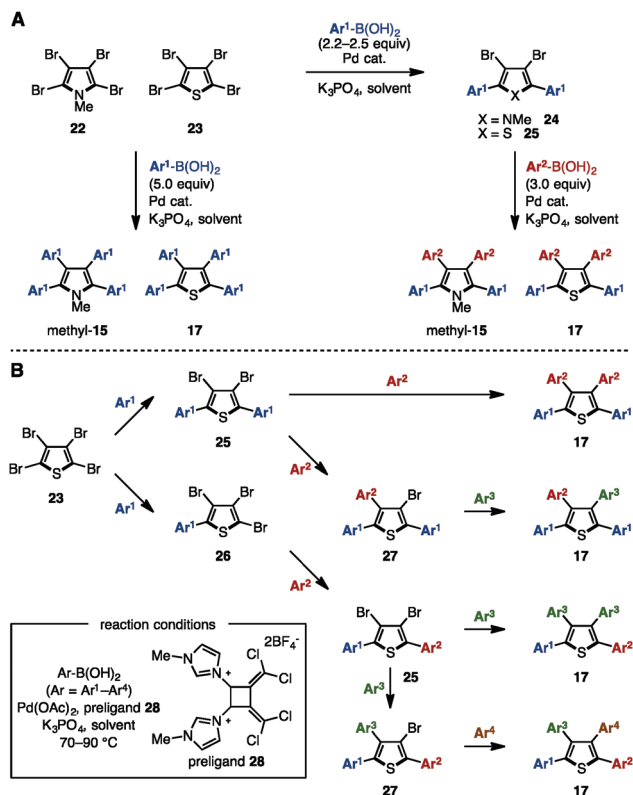 A
Br Br
Br Br
N
Me
22
Br Br
Br Br
S
23
Ar¹-B(OH)₂
(2.2–2.5 equiv)
Pd cat.
K₃PO₄, solvent
Br Br
Ar¹ Ar¹
X
X = NMe 24
X = S 25
Ar¹-B(OH)₂
(5.0 equiv)
Pd cat.
K₃PO₄, solvent
Ar²-B(OH)₂
(3.0 equiv)
Pd cat.
K₃PO₄, solvent
Ar¹ Ar¹
Ar¹ Ar¹
N
Me
methyl-15
Ar¹ Ar¹
Ar¹ Ar¹
S
17
Ar² Ar²
Ar¹ Ar¹
N
Me
methyl-15
Ar² Ar²
Ar¹ Ar¹
S
17
B
Br Br
Br Br
S
23
Ar¹
Ar¹
Br Br
Ar¹ Ar¹
S
25
Ar²
Ar² Ar²
Ar¹ Ar¹
S
17
Br Br
Ar¹ Br
S
26
Ar²
Ar² Br
Ar¹ Ar¹
S
27
Ar³
Ar² Ar³
Ar¹ Ar¹
S
17
Ar²
Br Br
Ar¹ Ar²
S
25
Ar³
Ar³ Ar³
Ar¹ Ar²
S
17
Ar³
Ar³ Br
Ar¹ Ar²
S
27
Ar⁴
Ar³ Ar⁴
Ar¹ Ar²
S
17
reaction conditions
Ar-B(OH)₂
(Ar = Ar¹–Ar⁴)
Pd(OAc)₂, preligand 28
K₃PO₄, solvent
70–90 °C
2BF₄⁻
Me N
N +
Cl
Cl
Cl
Cl
N +
Me N
preligand 28